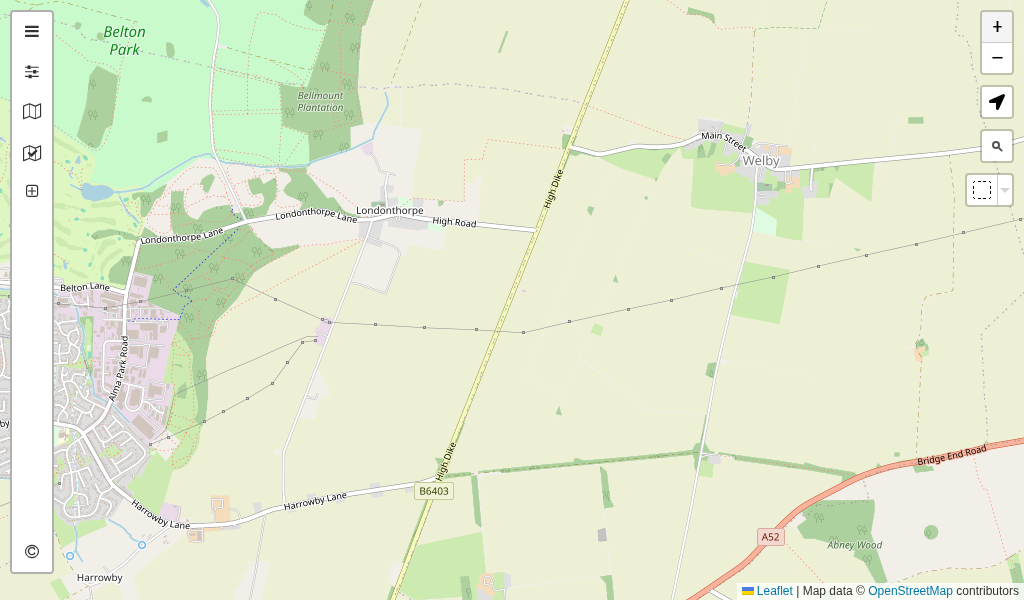 Belton
Park
Bellmount
Plantation
Main Street
Welby
High Dike
Londonthorpe
Londonthorpe Lane
High Road
Londonthorpe Lane
Belton Lane
Alma Park Road
High Dike
B6403
Harrowby Lane
Harrowby Lane
Bridge End Road
A52
Abney Wood
Harrowby
+
−
©
Leaflet | Map data © OpenStreetMap contributors